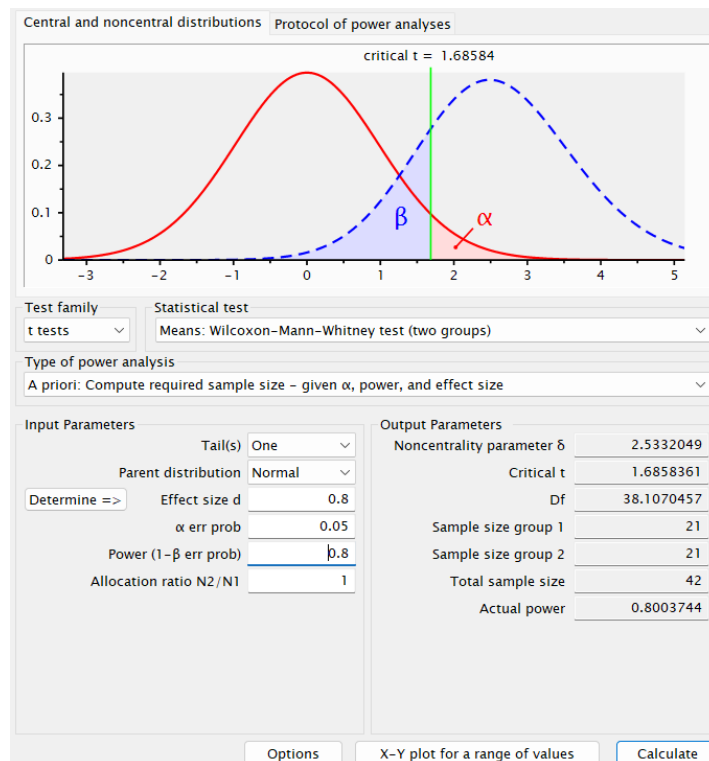 Central and noncentral distributions Protocol of power analyses
critical t = 1.68584
0.3
0.2
β
α
0.1
0
-3 -2 -1 0 1 2 3 4 5
Test family Statistical test
t tests Means: Wilcoxon-Mann-Whitney test (two groups)
Type of power analysis
A priori: Compute required sample size - given α, power, and effect size
Input Parameters Output Parameters
Tail(s) One Noncentrality parameter δ 2.5332049
Parent distribution Normal Critical t 1.6858361
Determine => Effect size d 0.8 Df 38.1070457
α err prob 0.05 Sample size group 1 21
Power (1-β err prob) 0.8 Sample size group 2 21
Allocation ratio N2/N1 1 Total sample size 42
Actual power 0.8003744
Options X-Y plot for a range of values Calculate